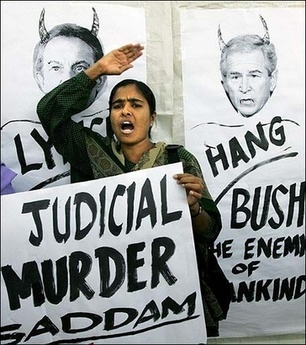 LY
HANG
BUSH
HE ENEMY
OF
ANKIND
JUDICIAL
MURDER
SADDAM